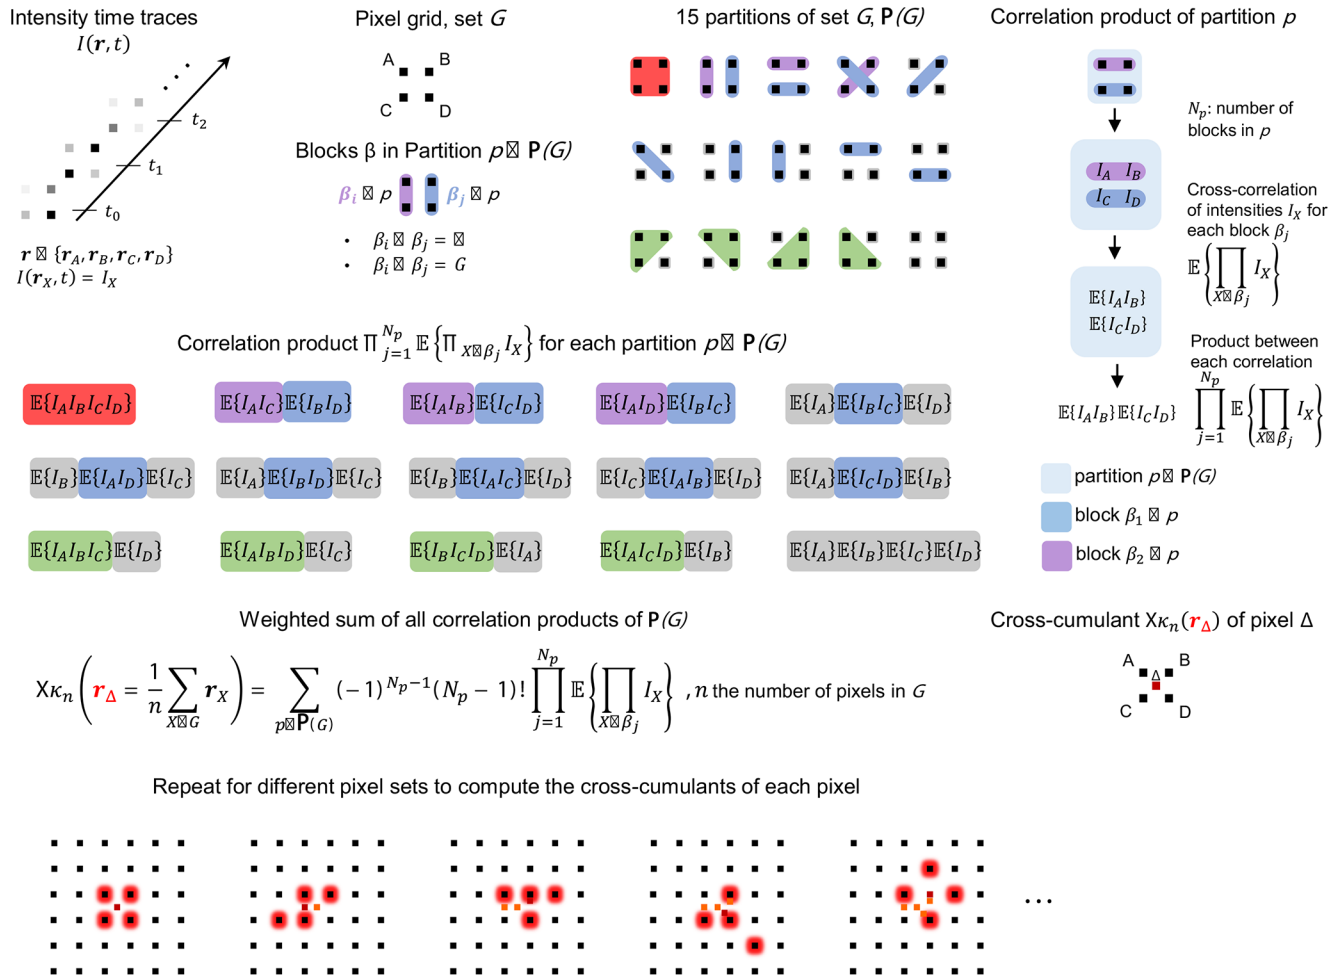 Intensity time traces
I(r, t)
t₂
t₁
t₀
r � {r_A, r_B, r_C, r_D}
I(r_X, t) = I_X
Pixel grid, set G
A B
C D
Blocks β in Partition p� P(G)
β_i � p β_j � p
• β_i � β_j = �
• β_i � β_j = G
15 partitions of set G, P(G)
Correlation product of partition p
N_p: number of
blocks in p
I_A I_B
I_C I_D
Cross-correlation
of intensities I_X for
each block β_j
𝔼{∏_{X�β_j} I_X}
𝔼{I_A I_B}
𝔼{I_C I_D}
Product between
each correlation
𝔼{I_A I_B}𝔼{I_C I_D}
∏_{j=1}^{N_p} 𝔼{∏_{X�β_j} I_X}
partition p� P(G)
block β₁ � p
block β₂ � p
Correlation product ∏_{j=1}^{N_p} 𝔼{∏_{X�β_j} I_X} for each partition p� P(G)
𝔼{I_A I_B I_C I_D} 𝔼{I_A I_C}𝔼{I_B I_D} 𝔼{I_A I_B}𝔼{I_C I_D} 𝔼{I_A I_D}𝔼{I_B I_C} 𝔼{I_A}𝔼{I_B I_C}𝔼{I_D}
𝔼{I_B}𝔼{I_A I_D}𝔼{I_C} 𝔼{I_A}𝔼{I_B I_D}𝔼{I_C} 𝔼{I_B}𝔼{I_A I_C}𝔼{I_D} 𝔼{I_C}𝔼{I_A I_B}𝔼{I_D} 𝔼{I_A}𝔼{I_C I_D}𝔼{I_B}
𝔼{I_A I_B I_C}𝔼{I_D} 𝔼{I_A I_B I_D}𝔼{I_C} 𝔼{I_B I_C I_D}𝔼{I_A} 𝔼{I_A I_C I_D}𝔼{I_B} 𝔼{I_A}𝔼{I_B}𝔼{I_C}𝔼{I_D}
Weighted sum of all correlation products of P(G)
Xκ_n(r_Δ = 1/n ∑_{X�G} r_X) = ∑_{p�P(G)} (−1)^{N_p−1}(N_p − 1)! ∏_{j=1}^{N_p} 𝔼{∏_{X�β_j} I_X} , n the number of pixels in G
Cross-cumulant Xκ_n(r_Δ) of pixel Δ
A B
Δ
C D
Repeat for different pixel sets to compute the cross-cumulants of each pixel
...